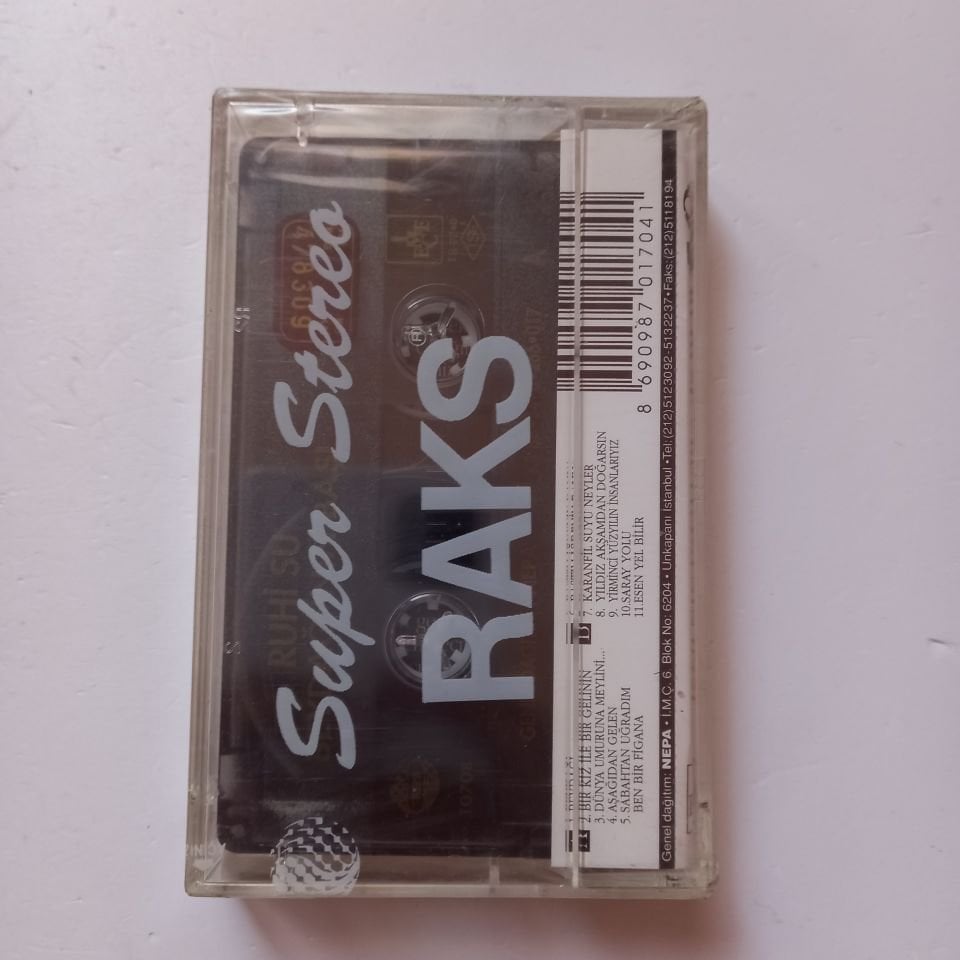 Super Stereo
RAKS
RUHİ SU
478309
A
2. BİR KIZ İLE BİR GELİNİN
3. DÜNYA UMURUNA MEYLİNİ...
4. AŞAĞIDAN GELEN
5. SABAHTAN UĞRADIM
BEN BİR FİGANA
B
7. KARANFİL SUYU NEYLER
8. YILDIZ AKŞAMDAN DOĞARSIN
9. YİRMİNCİ YÜZYILIN İNSANLARIYIZ
10.SARAY YOLU
11.ESEN YEL BİLİR
8 690987 017041
Genel dağıtım: NEPA • İ.M.Ç. 6. Blok No: 6204 • Unkapanı İstanbul •Tel:(212)5123092-5132237•Faks:(212)5118194